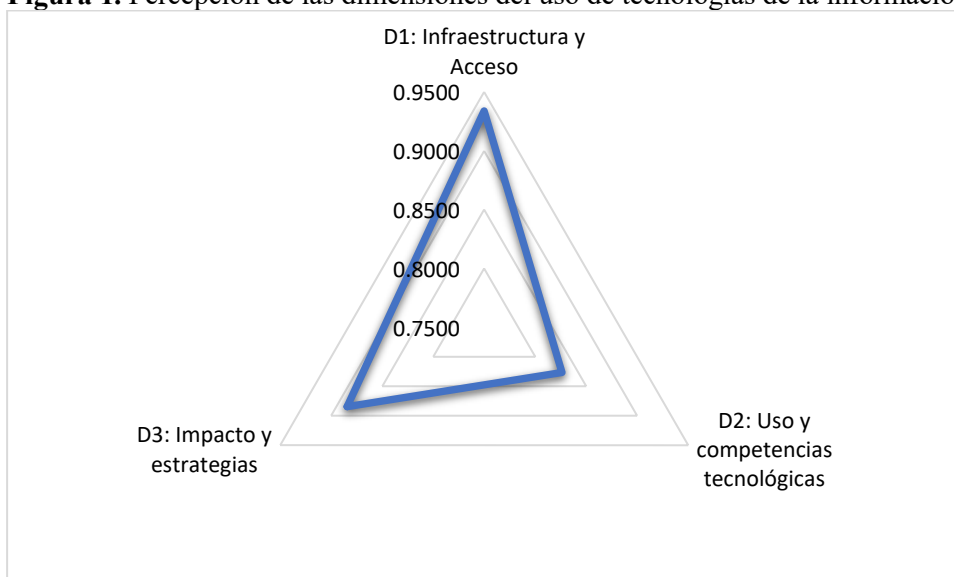 Figura 1. Percepción de las dimensiones del uso de tecnologías de la informació
D1: Infraestructura y
Acceso
0.9500
0.9000
0.8500
0.8000
0.7500
D3: Impacto y
estrategias
D2: Uso y
competencias
tecnológicas